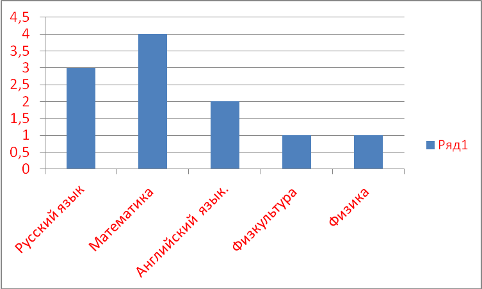 4,5
4
3,5
3
2,5
2
1,5
1
0,5
0
Русский язык
Математика
Английский язык.
Физкультура
Физика
Ряд1